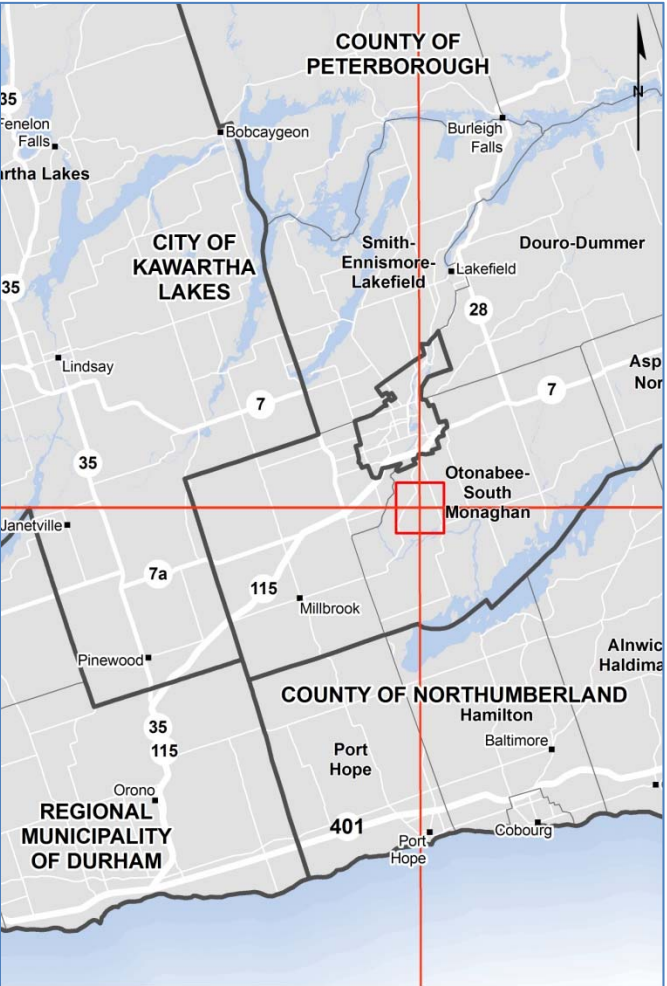 COUNTY OF
PETERBOROUGH
N
35
Fenelon
Falls
Bobcaygeon
Burleigh
Falls
artha Lakes
CITY OF
KAWARTHA
LAKES
Smith-
Ennismore-
Lakefield
Douro-Dummer
Lakefield
35
28
Lindsay
Asp
Nor
7
7
35
Otonabee-
South
Monaghan
Janetville
7a
115
Millbrook
Pinewood
Alnwic
Haldima
COUNTY OF NORTHUMBERLAND
Hamilton
35
115
Port
Hope
Baltimore
Orono
REGIONAL
MUNICIPALITY
OF DURHAM
401
Port
Hope
Cobourg